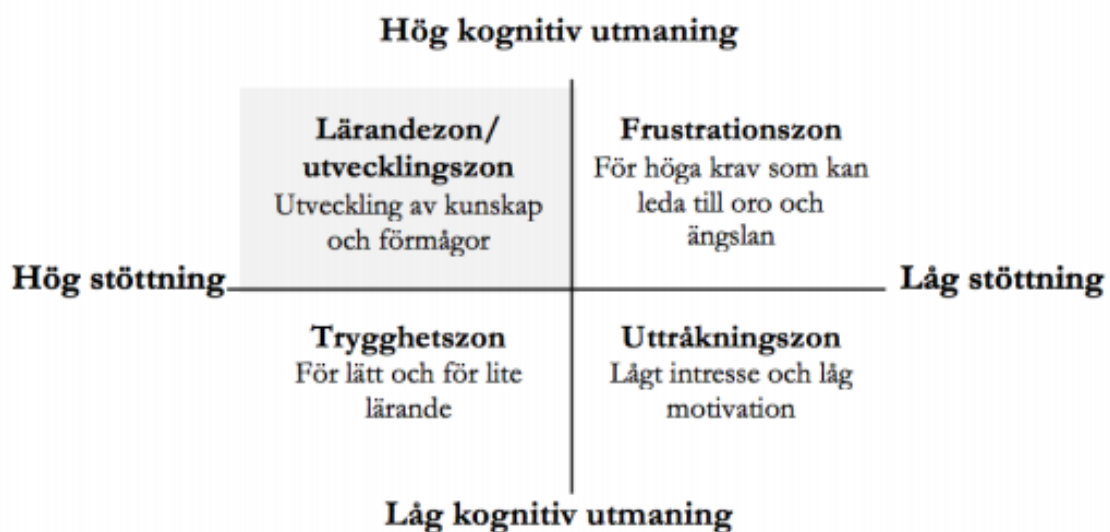 Hög kognitiv utmaning
Lärandezon/
utvecklingszon
Utveckling av kunskap
och förmågor
Frustrationszon
För höga krav som kan
leda till oro och
ängslan
Hög stöttning
Låg stöttning
Trygghetszon
För lätt och för lite
lärande
Uttråkningszon
Lågt intresse och låg
motivation
Låg kognitiv utmaning